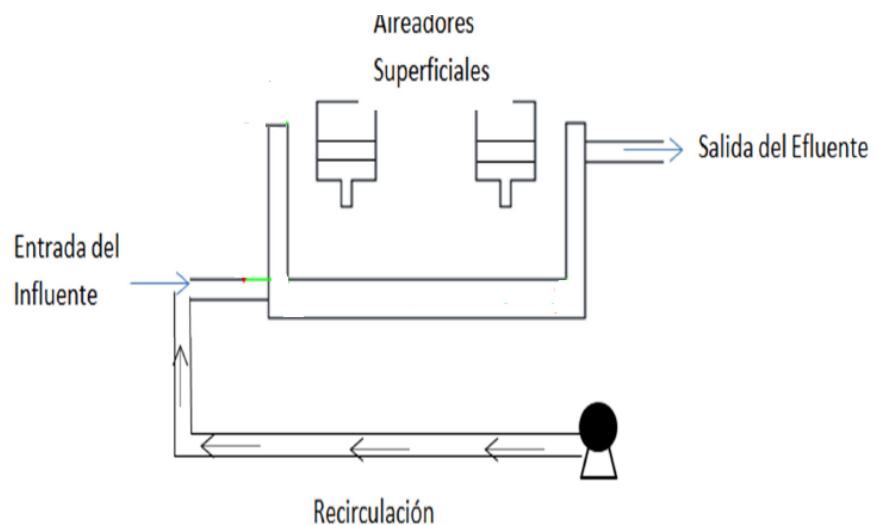 Aireadores
Superficiales
Salida del Efluente
Entrada del
Influente
Recirculación